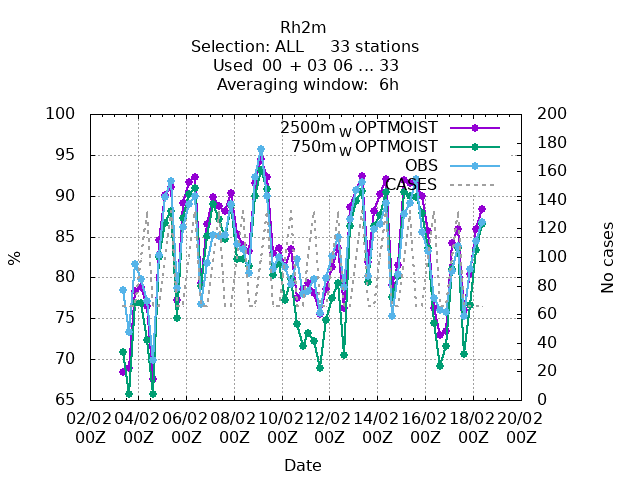 Rh2m
Selection: ALL 33 stations
Used 00 + 03 06 ... 33
Averaging window: 6h
100
95
90
85
80
75
70
65
%
200
180
160
140
120
100
80
60
40
20
0
No cases
2500m W OPTMOIST
750m W OPTMOIST
OBS
CASES
02/02 04/02 06/02 08/02 10/02 12/02 14/02 16/02 18/02 20/02
00Z 00Z 00Z 00Z 00Z 00Z 00Z 00Z 00Z 00Z
Date